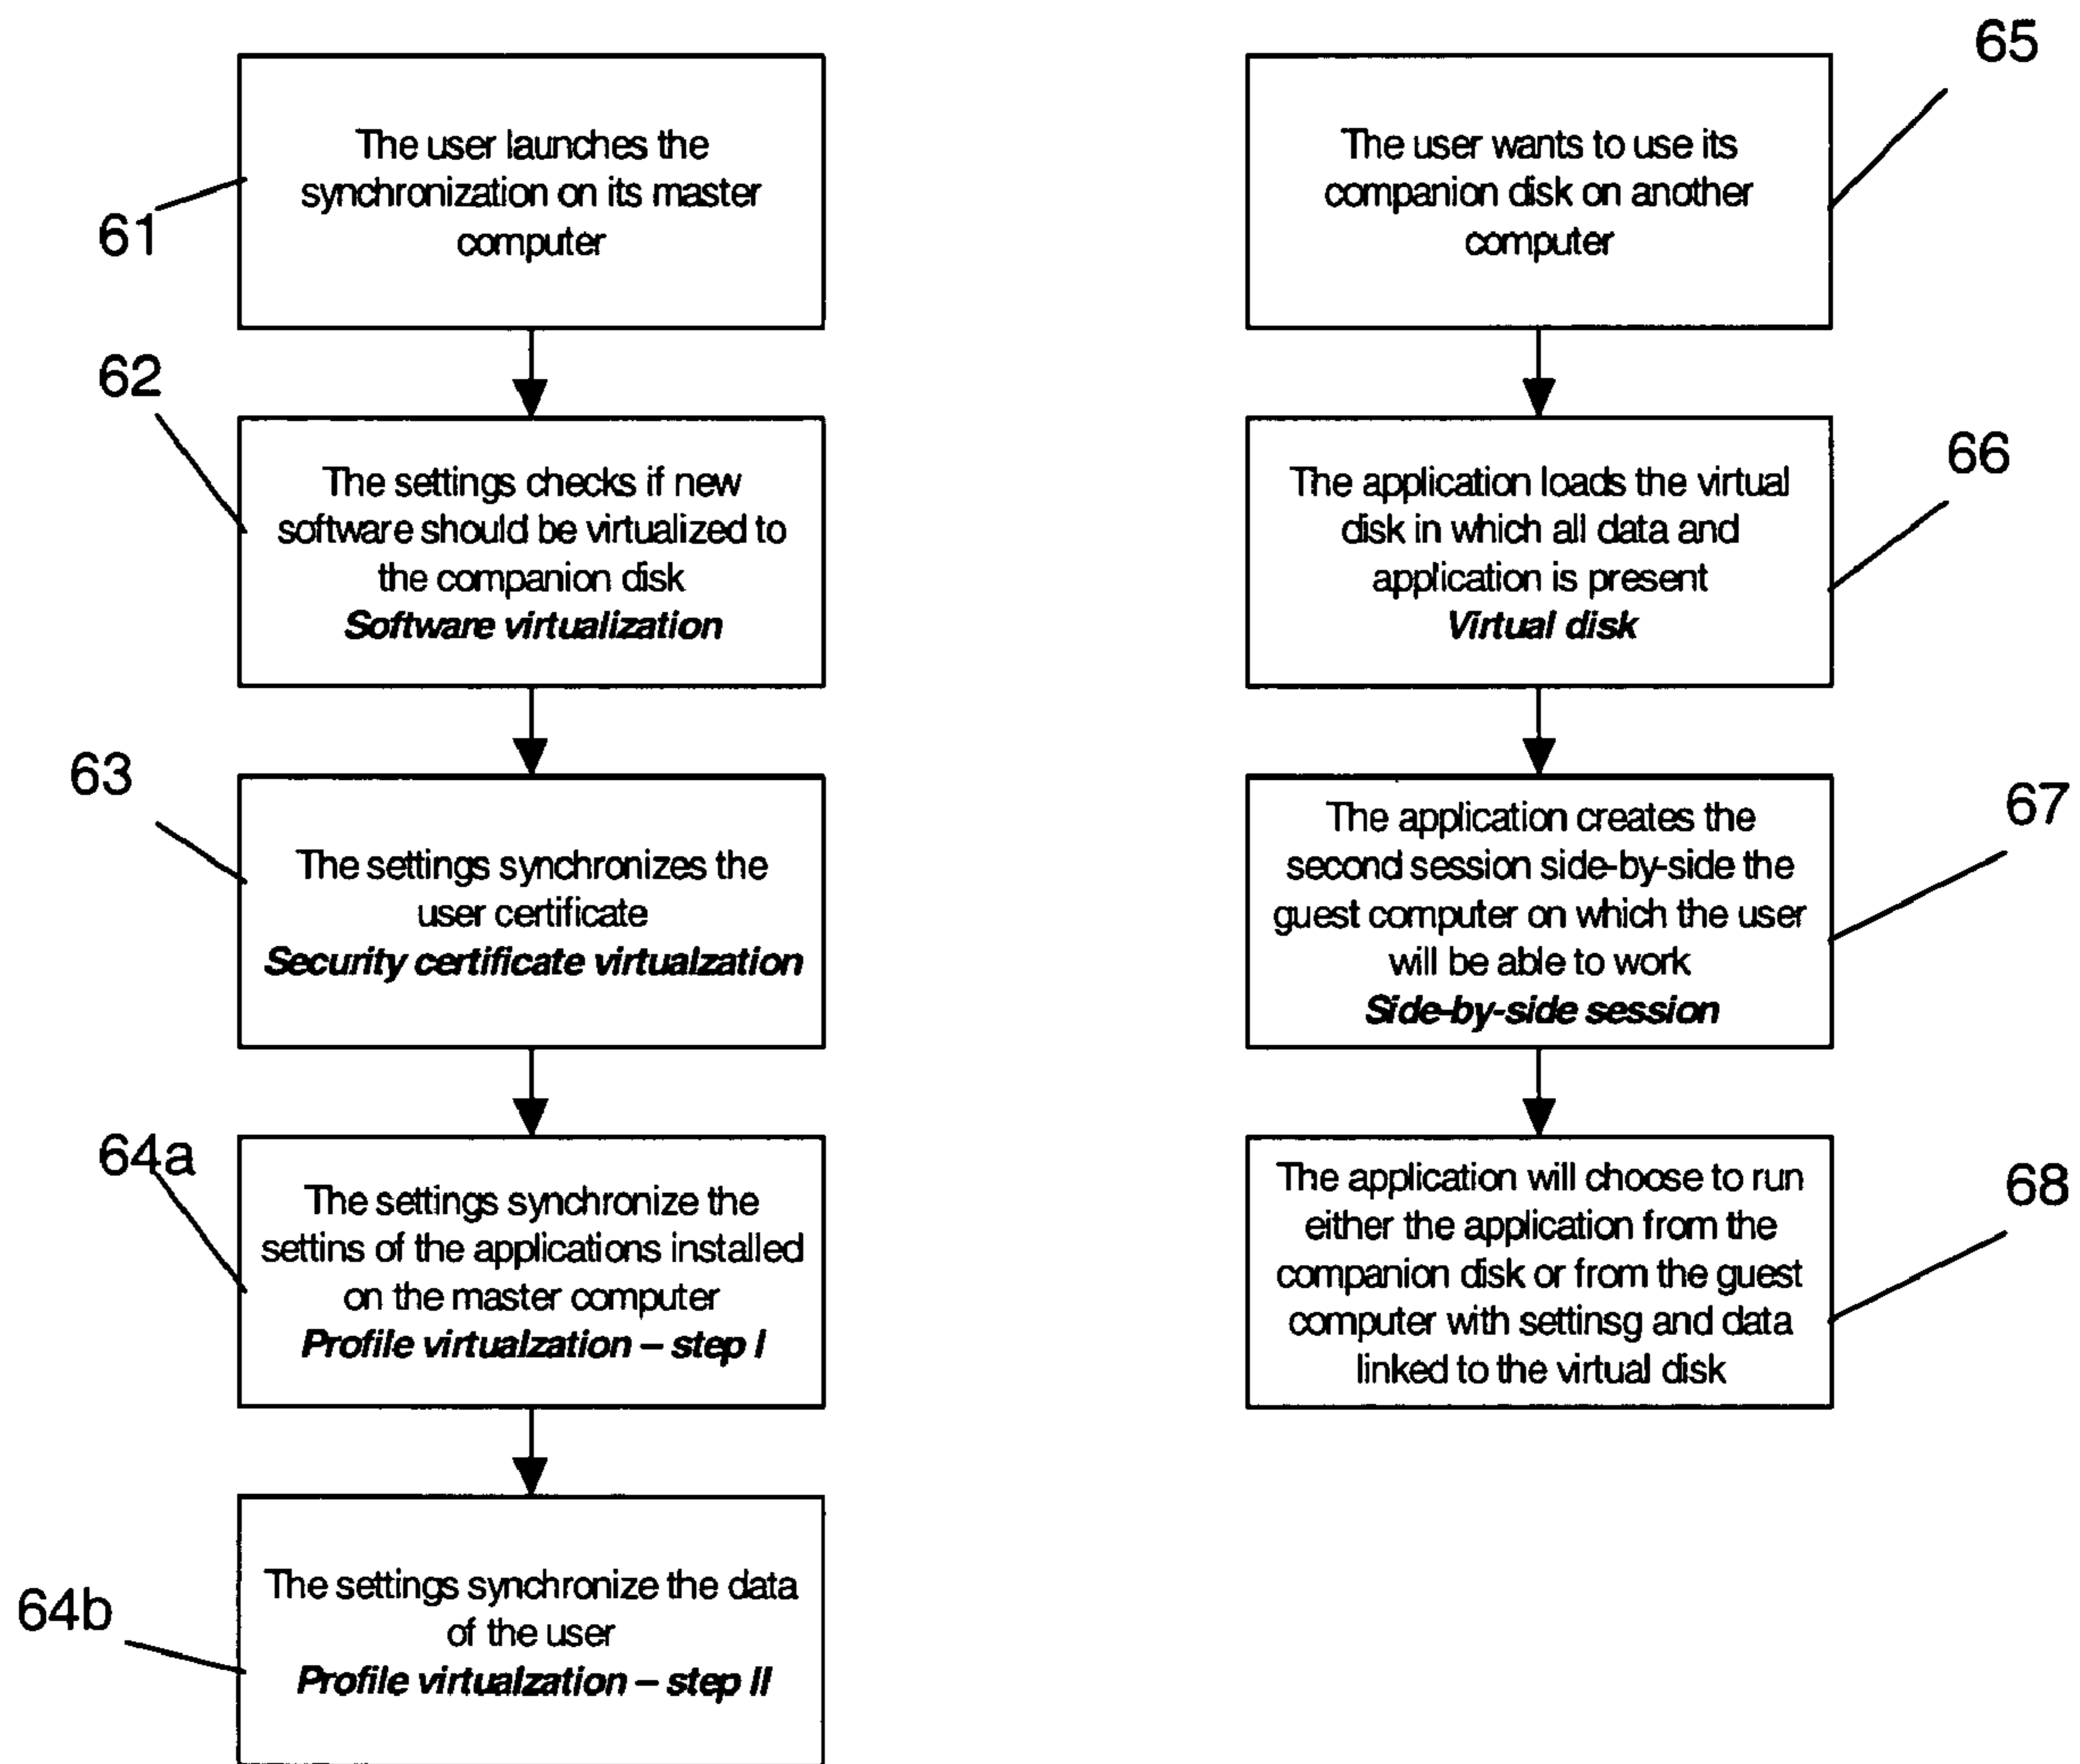 61
The user launches the
synchronization on its master
computer
62
The settings checks if new
software should be virtualized to
the companion disk
Software virtualization
63
The settings synchronizes the
user certificate
Security certificate virtualzation
64a
The settings synchronize the
settins of the applications installed
on the master computer
Profile virtualzation – step I
64b
The settings synchronize the data
of the user
Profile virtualzation – step II
65
The user wants to use its
companion disk on another
computer
66
The application loads the virtual
disk in which all data and
application is present
Virtual disk
67
The application creates the
second session side-by-side the
guest computer on which the user
will be able to work
Side-by-side session
68
The application will choose to run
either the application from the
companion disk or from the guest
computer with settinsg and data
linked to the virtual disk